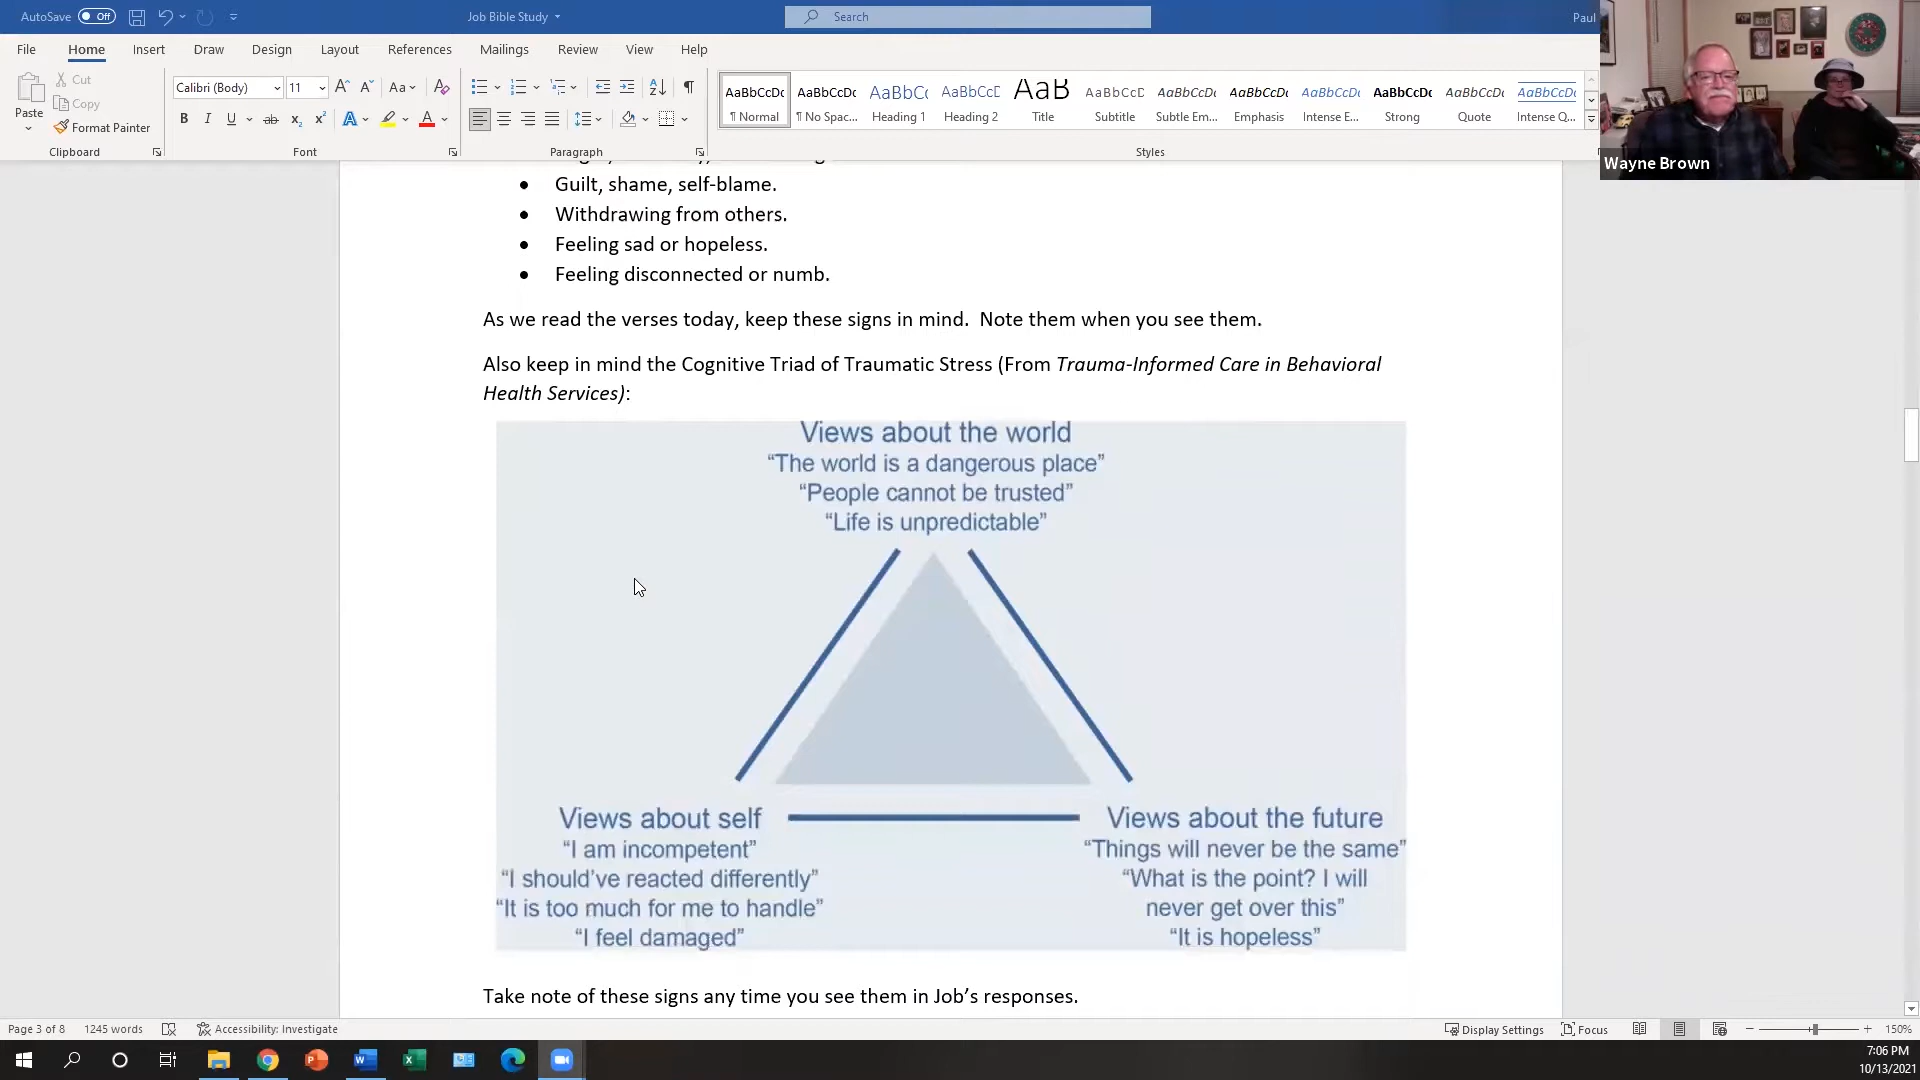 AutoSave Off Job Bible Study Search Paul
File Home Insert Draw Design Layout References Mailings Review View Help
Cut
Copy
Paste
Format Painter
Calibri (Body) 11
AaBbCcDc AaBbCcDc AaBbC AaBbCcD AaB AaBbCcD AaBbCcDc AaBbCcDc AaBbCcDc AaBbCcDc AaBbCcDc AaBbCcDc
¶ Normal ¶ No Spac... Heading 1 Heading 2 Title Subtitle Subtle Em... Emphasis Intense E... Strong Quote Intense Q...
Clipboard Font Paragraph Styles
Wayne Brown
• Guilt, shame, self-blame.
• Withdrawing from others.
• Feeling sad or hopeless.
• Feeling disconnected or numb.
As we read the verses today, keep these signs in mind. Note them when you see them.
Also keep in mind the Cognitive Triad of Traumatic Stress (From Trauma-Informed Care in Behavioral
Health Services):
Views about the world
“The world is a dangerous place”
“People cannot be trusted”
“Life is unpredictable”
Views about self
“I am incompetent”
“I should’ve reacted differently”
“It is too much for me to handle”
“I feel damaged”
Views about the future
“Things will never be the same”
“What is the point? I will
never get over this”
“It is hopeless”
Take note of these signs any time you see them in Job’s responses.
Page 3 of 8 1245 words Accessibility: Investigate Display Settings Focus 150%
7:06 PM
10/13/2021